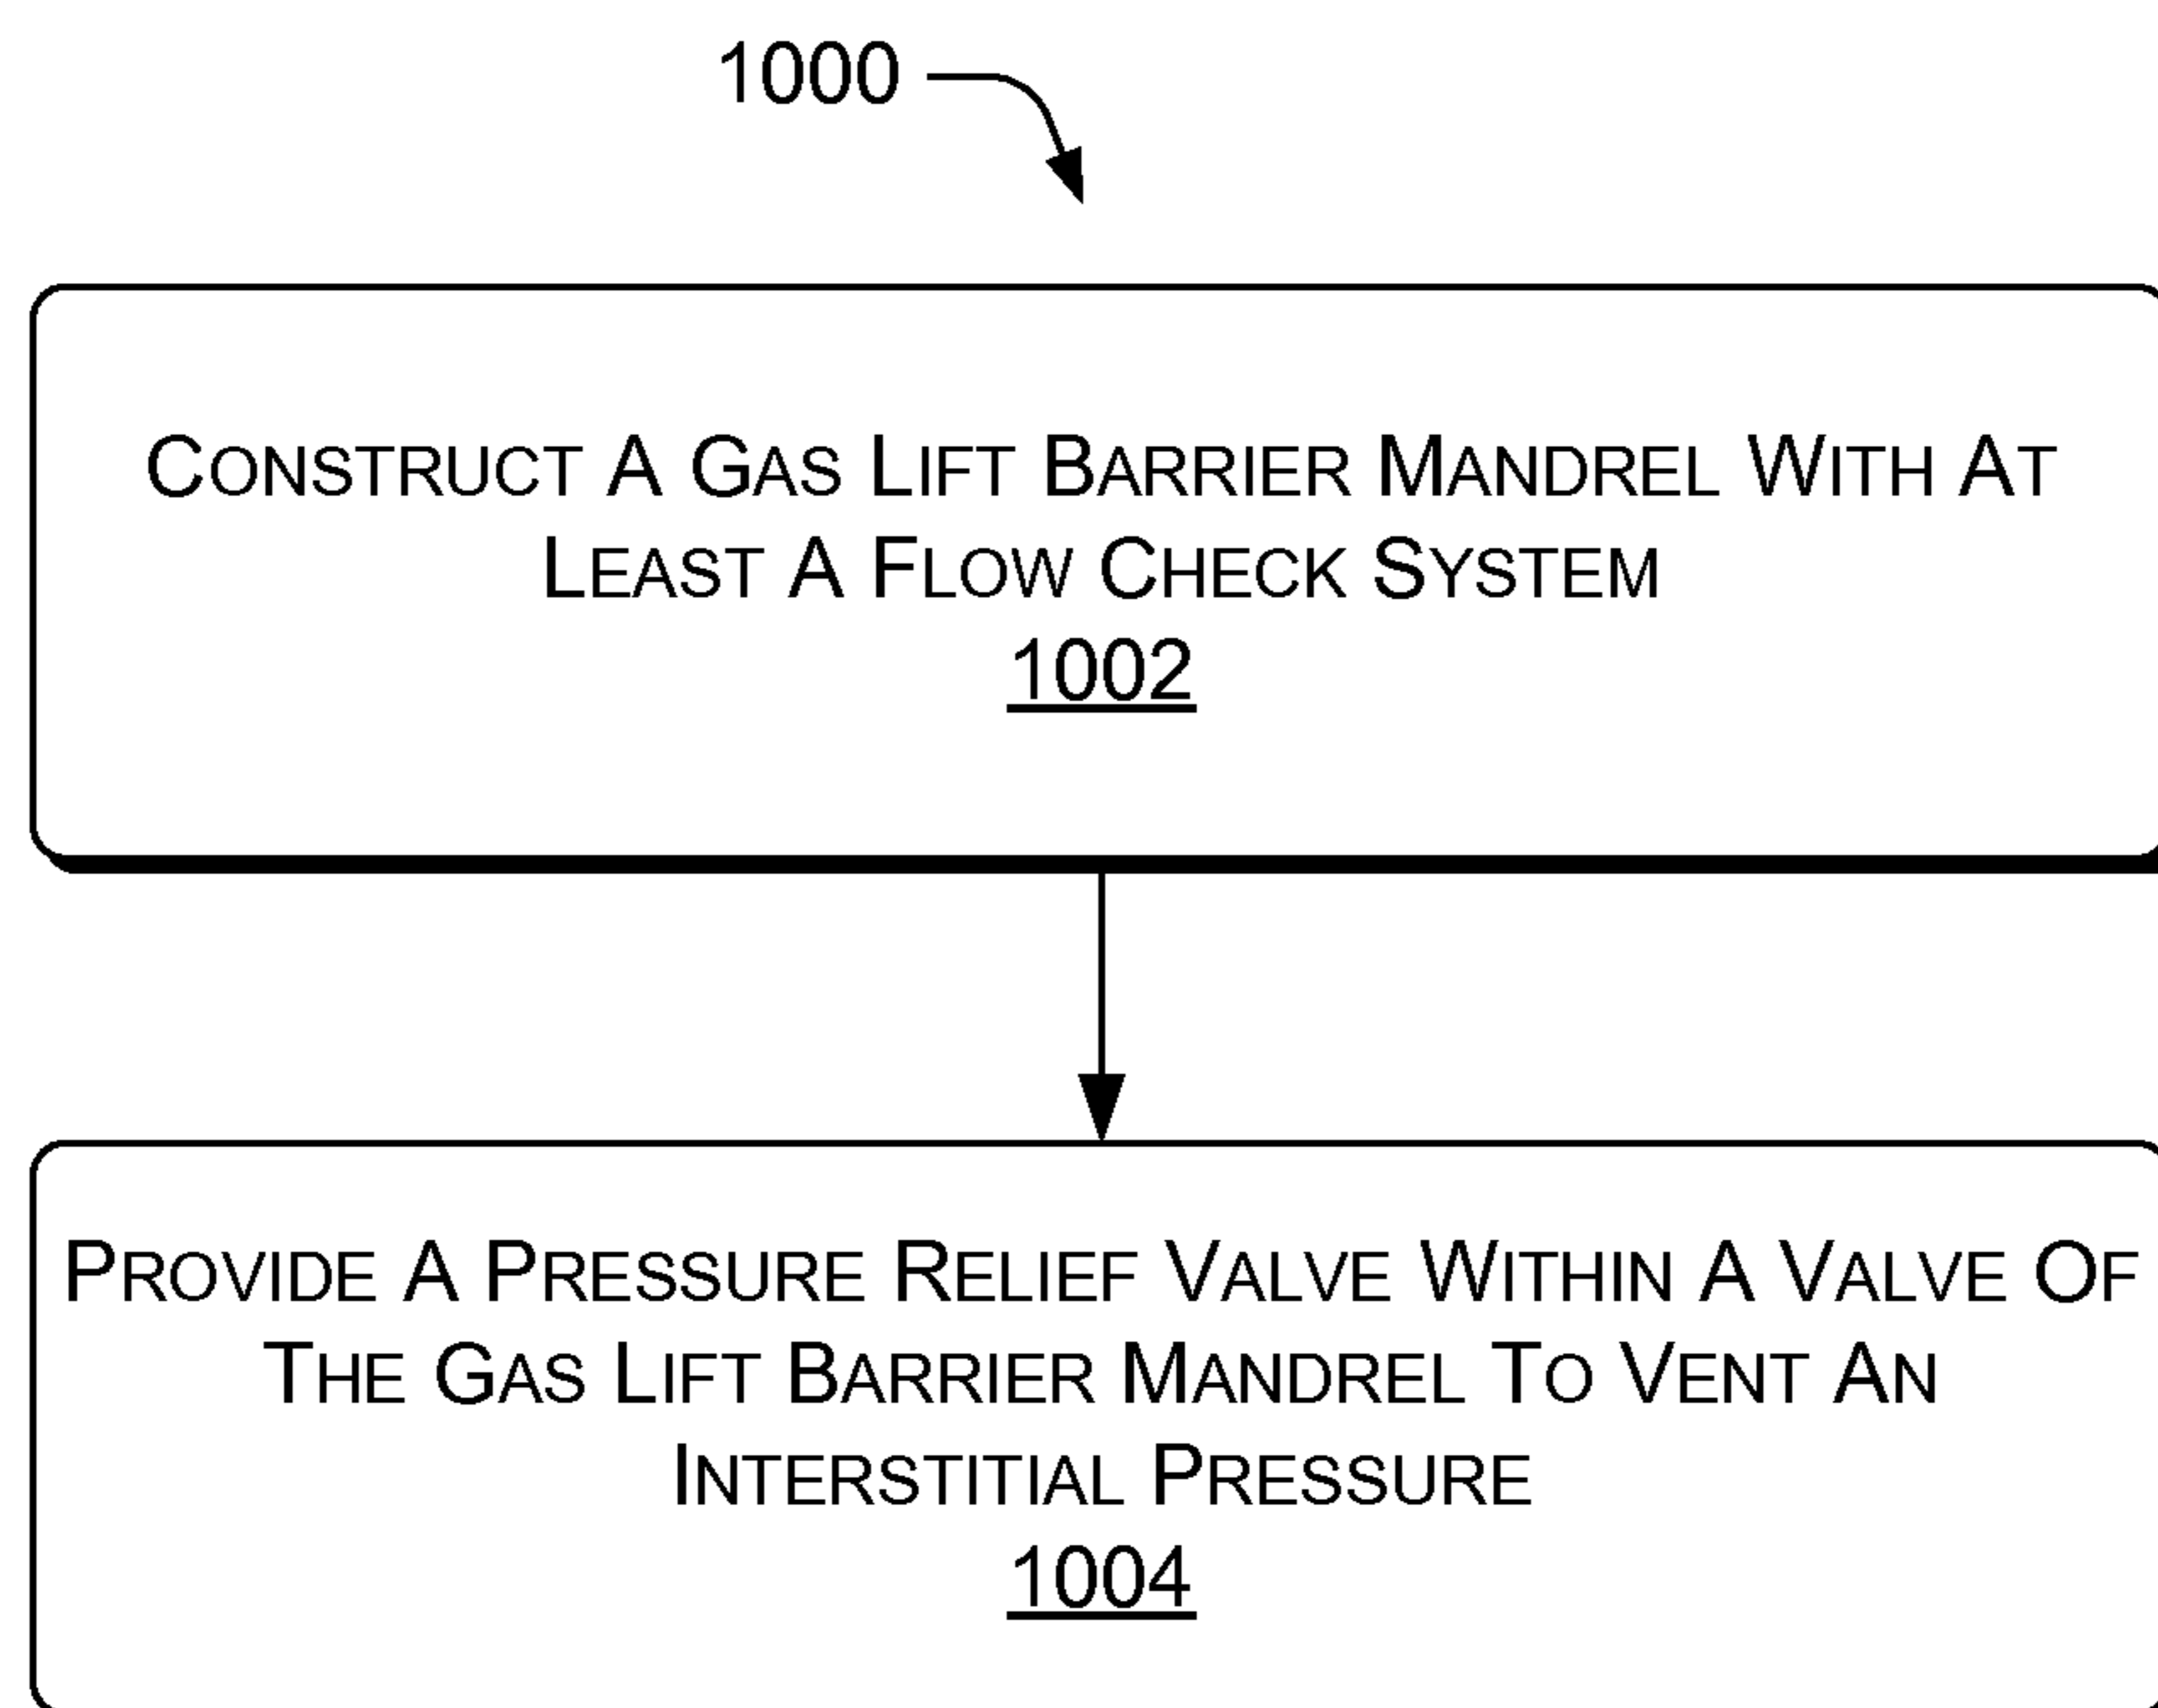 1000
CONSTRUCT A GAS LIFT BARRIER MANDREL WITH AT
LEAST A FLOW CHECK SYSTEM
1002
PROVIDE A PRESSURE RELIEF VALVE WITHIN A VALVE OF
THE GAS LIFT BARRIER MANDREL TO VENT AN
INTERSTITIAL PRESSURE
1004